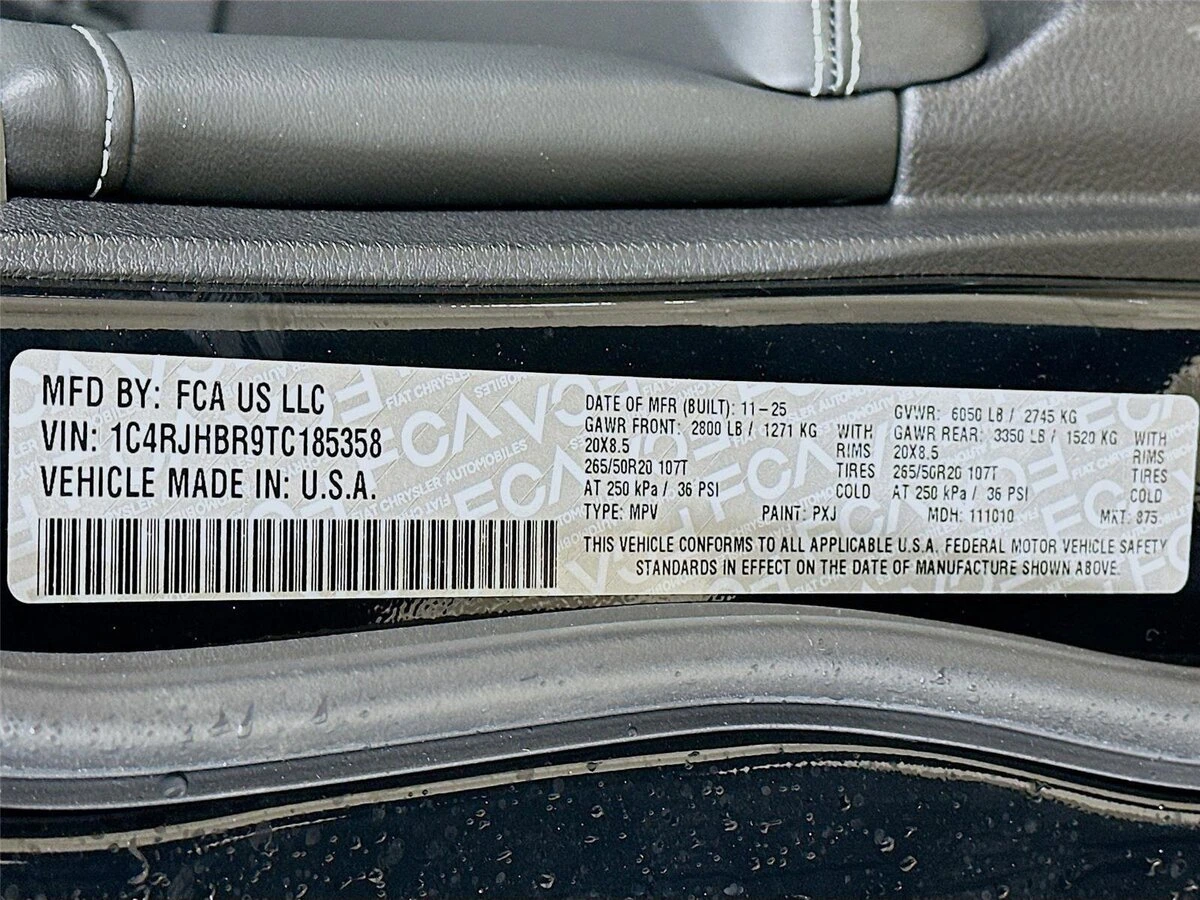 MFD BY: FCA US LLC
VIN: 1C4RJHBR9TC185358
VEHICLE MADE IN: U.S.A.
DATE OF MFR (BUILT): 11-25
GAWR FRONT: 2800 LB / 1271 KG WITH
20X8.5 RIMS
265/50R20 107T TIRES
AT 250 kPa / 36 PSI COLD
GVWR: 6050 LB / 2745 KG
GAWR REAR: 3350 LB / 1520 KG WITH
20X8.5 RIMS
265/50R20 107T TIRES
AT 250 kPa / 36 PSI COLD
TYPE: MPV PAINT: PXJ MDH: 111010 MKT: 875
THIS VEHICLE CONFORMS TO ALL APPLICABLE U.S.A. FEDERAL MOTOR VEHICLE SAFETY
STANDARDS IN EFFECT ON THE DATE OF MANUFACTURE SHOWN ABOVE.